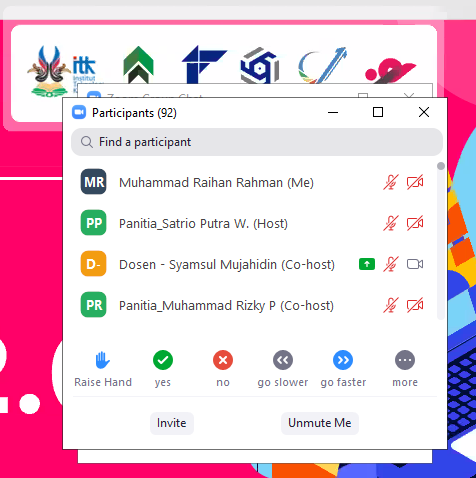 itk
Institut
Zoom Group Chat
Participants (92)
Find a participant
MR Muhammad Raihan Rahman (Me)
PP Panitia_Satrio Putra W. (Host)
D- Dosen - Syamsul Mujahidin (Co-host)
PR Panitia_Muhammad Rizky P (Co-host)
Raise Hand yes no go slower go faster more
Invite Unmute Me